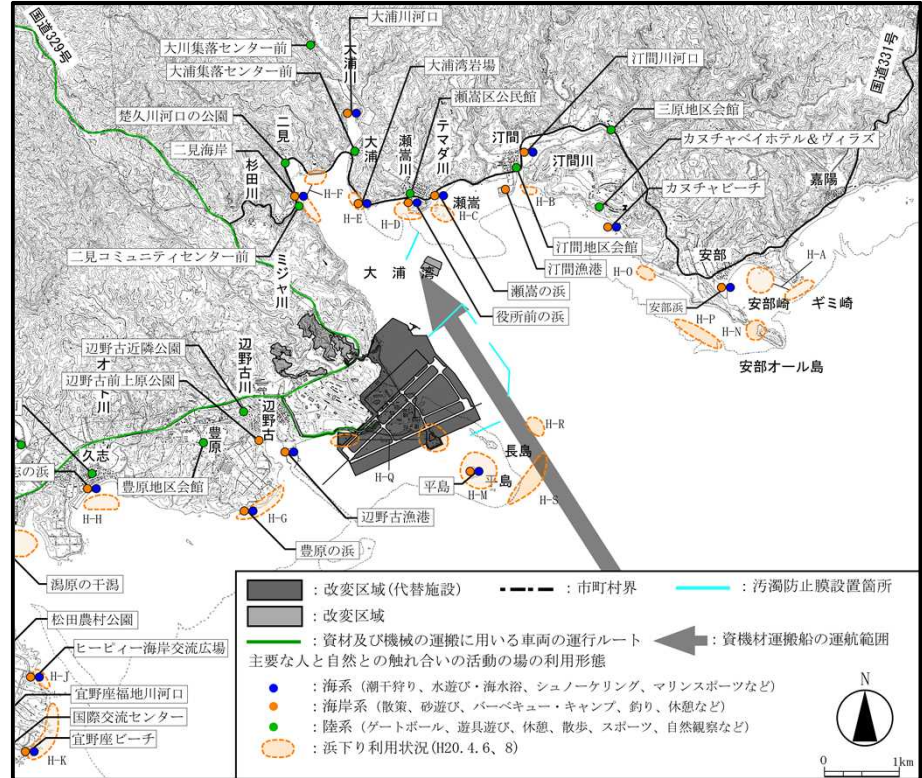 国道329号
国道331号
大浦川河口
大川集落センター前
大浦川
大浦湾岩場
汀間川河口
大浦集落センター前
瀬嵩区公民館
三原地区会館
楚久川河口の公園
二見
大浦
瀬嵩川
テマダ川
汀間
汀間川
カヌチャベイホテル＆ヴィラズ
二見海岸
杉田川
カヌチャビーチ
嘉陽
H-F
H-E
H-D
H-C
瀬嵩
H-B
汀間地区会館
汀間漁港
二見コミュニティセンター前
ミジャ川
大浦湾
瀬嵩の浜
役所前の浜
H-O
安部
H-A
安部浜
安部崎
ギミ崎
H-P
H-N
安部オール島
辺野古近隣公園
辺野古川
辺野古前上原公園
辺野古
豊原
久志
志の浜
豊原地区会館
H-H
H-G
豊原の浜
辺野古漁港
H-Q
平島
H-M
平島
長島
H-R
H-S
潟原の干潟
松田農村公園
ヒーピィー海岸交流広場
H-J
宜野座福地川河口
国際交流センター
宜野座ビーチ
H-K
：改変区域(代替施設)
：市町村界
：汚濁防止膜設置箇所
：改変区域
：資材及び機械の運搬に用いる車両の運行ルート
：資機材運搬船の運航範囲
主要な人と自然との触れ合いの活動の場の利用形態
：海系 (潮干狩り、水遊び・海水浴、シュノーケリング、マリンスポーツなど)
：海岸系 (散策、砂遊び、バーベキュー・キャンプ、釣り、休憩など)
：陸系 (ゲートボール、遊具遊び、休憩、散歩、スポーツ、自然観察など)
：浜下り利用状況(H20.4.6、8)
N
0
1km